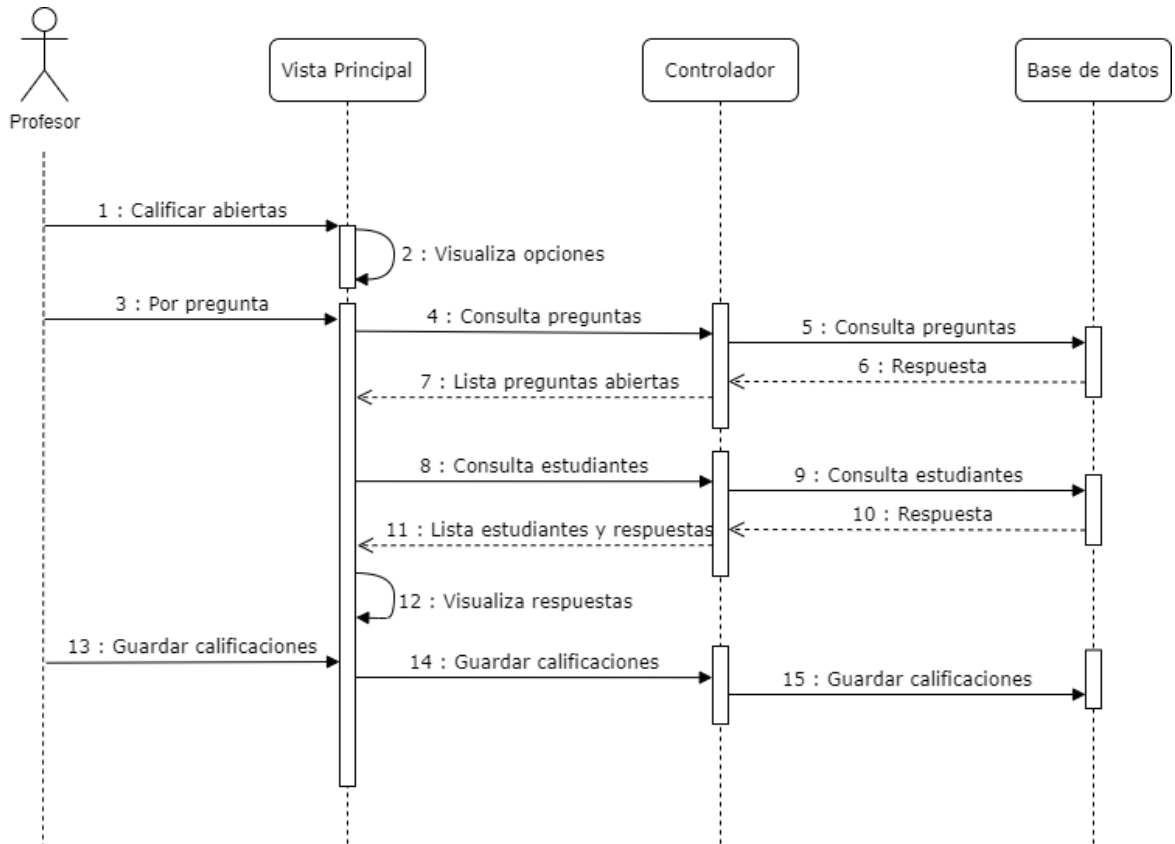 Profesor
Vista Principal
Controlador
Base de datos
1 : Calificar abiertas
2 : Visualiza opciones
3 : Por pregunta
4 : Consulta preguntas
5 : Consulta preguntas
6 : Respuesta
7 : Lista preguntas abiertas
8 : Consulta estudiantes
9 : Consulta estudiantes
10 : Respuesta
11 : Lista estudiantes y respuestas
12 : Visualiza respuestas
13 : Guardar calificaciones
14 : Guardar calificaciones
15 : Guardar calificaciones